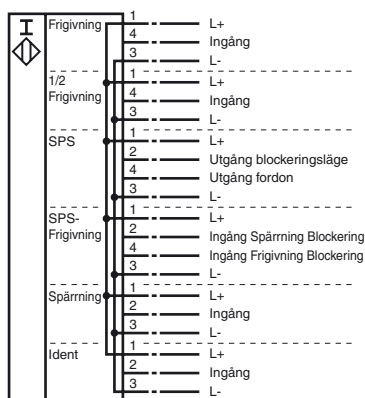 Frigivning 1 L+
4 Ingång
3 L-
1/2 Frigivning 1 L+
4 Ingång
3 L-
SPS 1 L+
2 Utgång blockeringsläge
4 Utgång fordon
3 L-
SPS-Frigivning 1 L+
2 Ingång Spärrning Blockering
4 Ingång Frigivning Blockering
3 L-
Spärrning 1 L+
2 Ingång
3 L-
Ident 1 L+
2 Ingång
3 L-